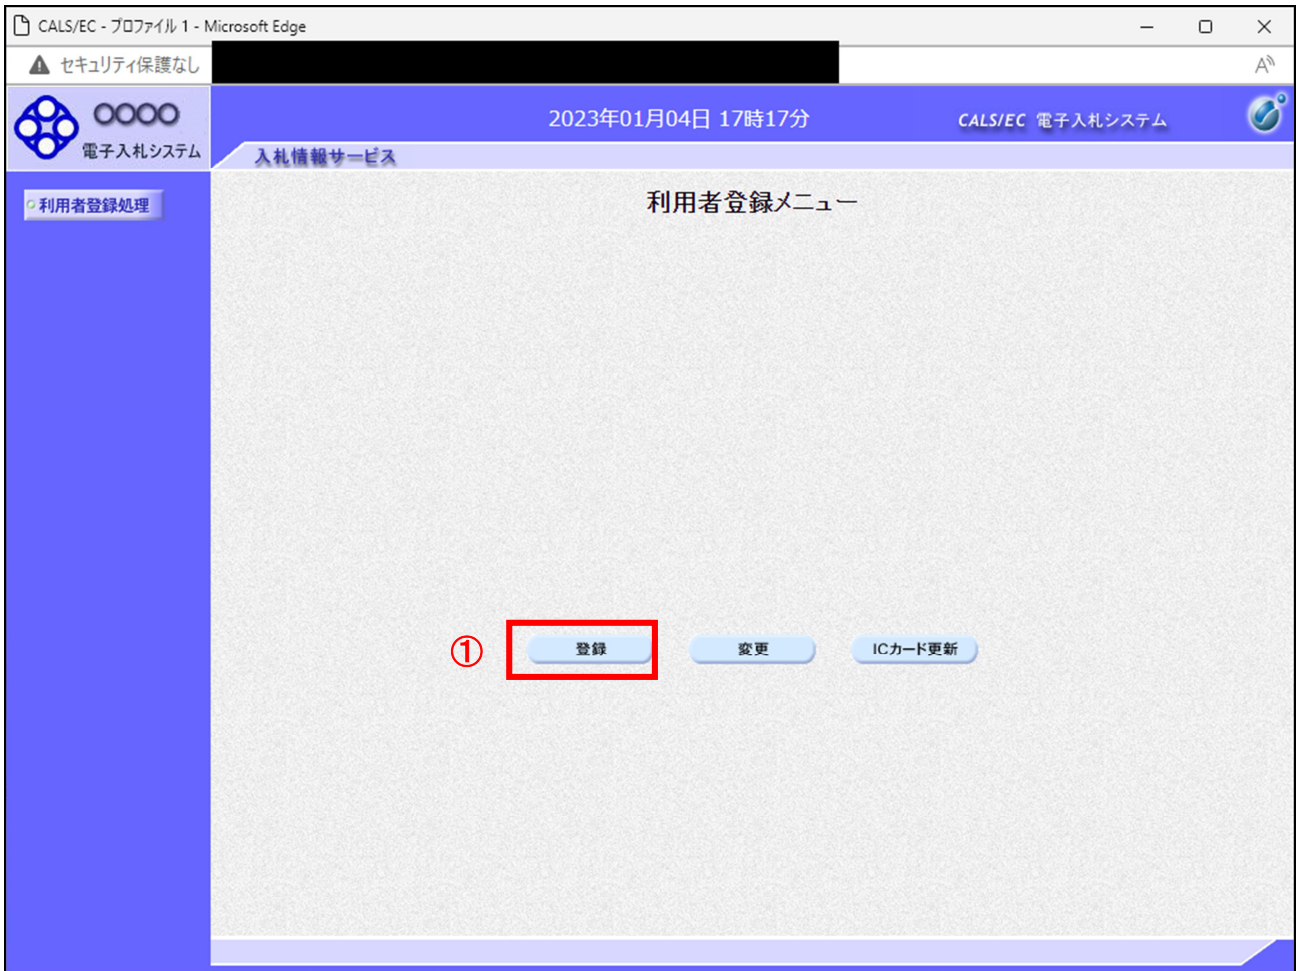 CALS/EC - プロファイル 1 - Microsoft Edge
セキュリティ保護なし
〇〇〇〇
電子入札システム
2023年01月04日 17時17分
CALS/EC 電子入札システム
入札情報サービス
利用者登録処理
利用者登録メニュー
① 登録 変更 ICカード更新